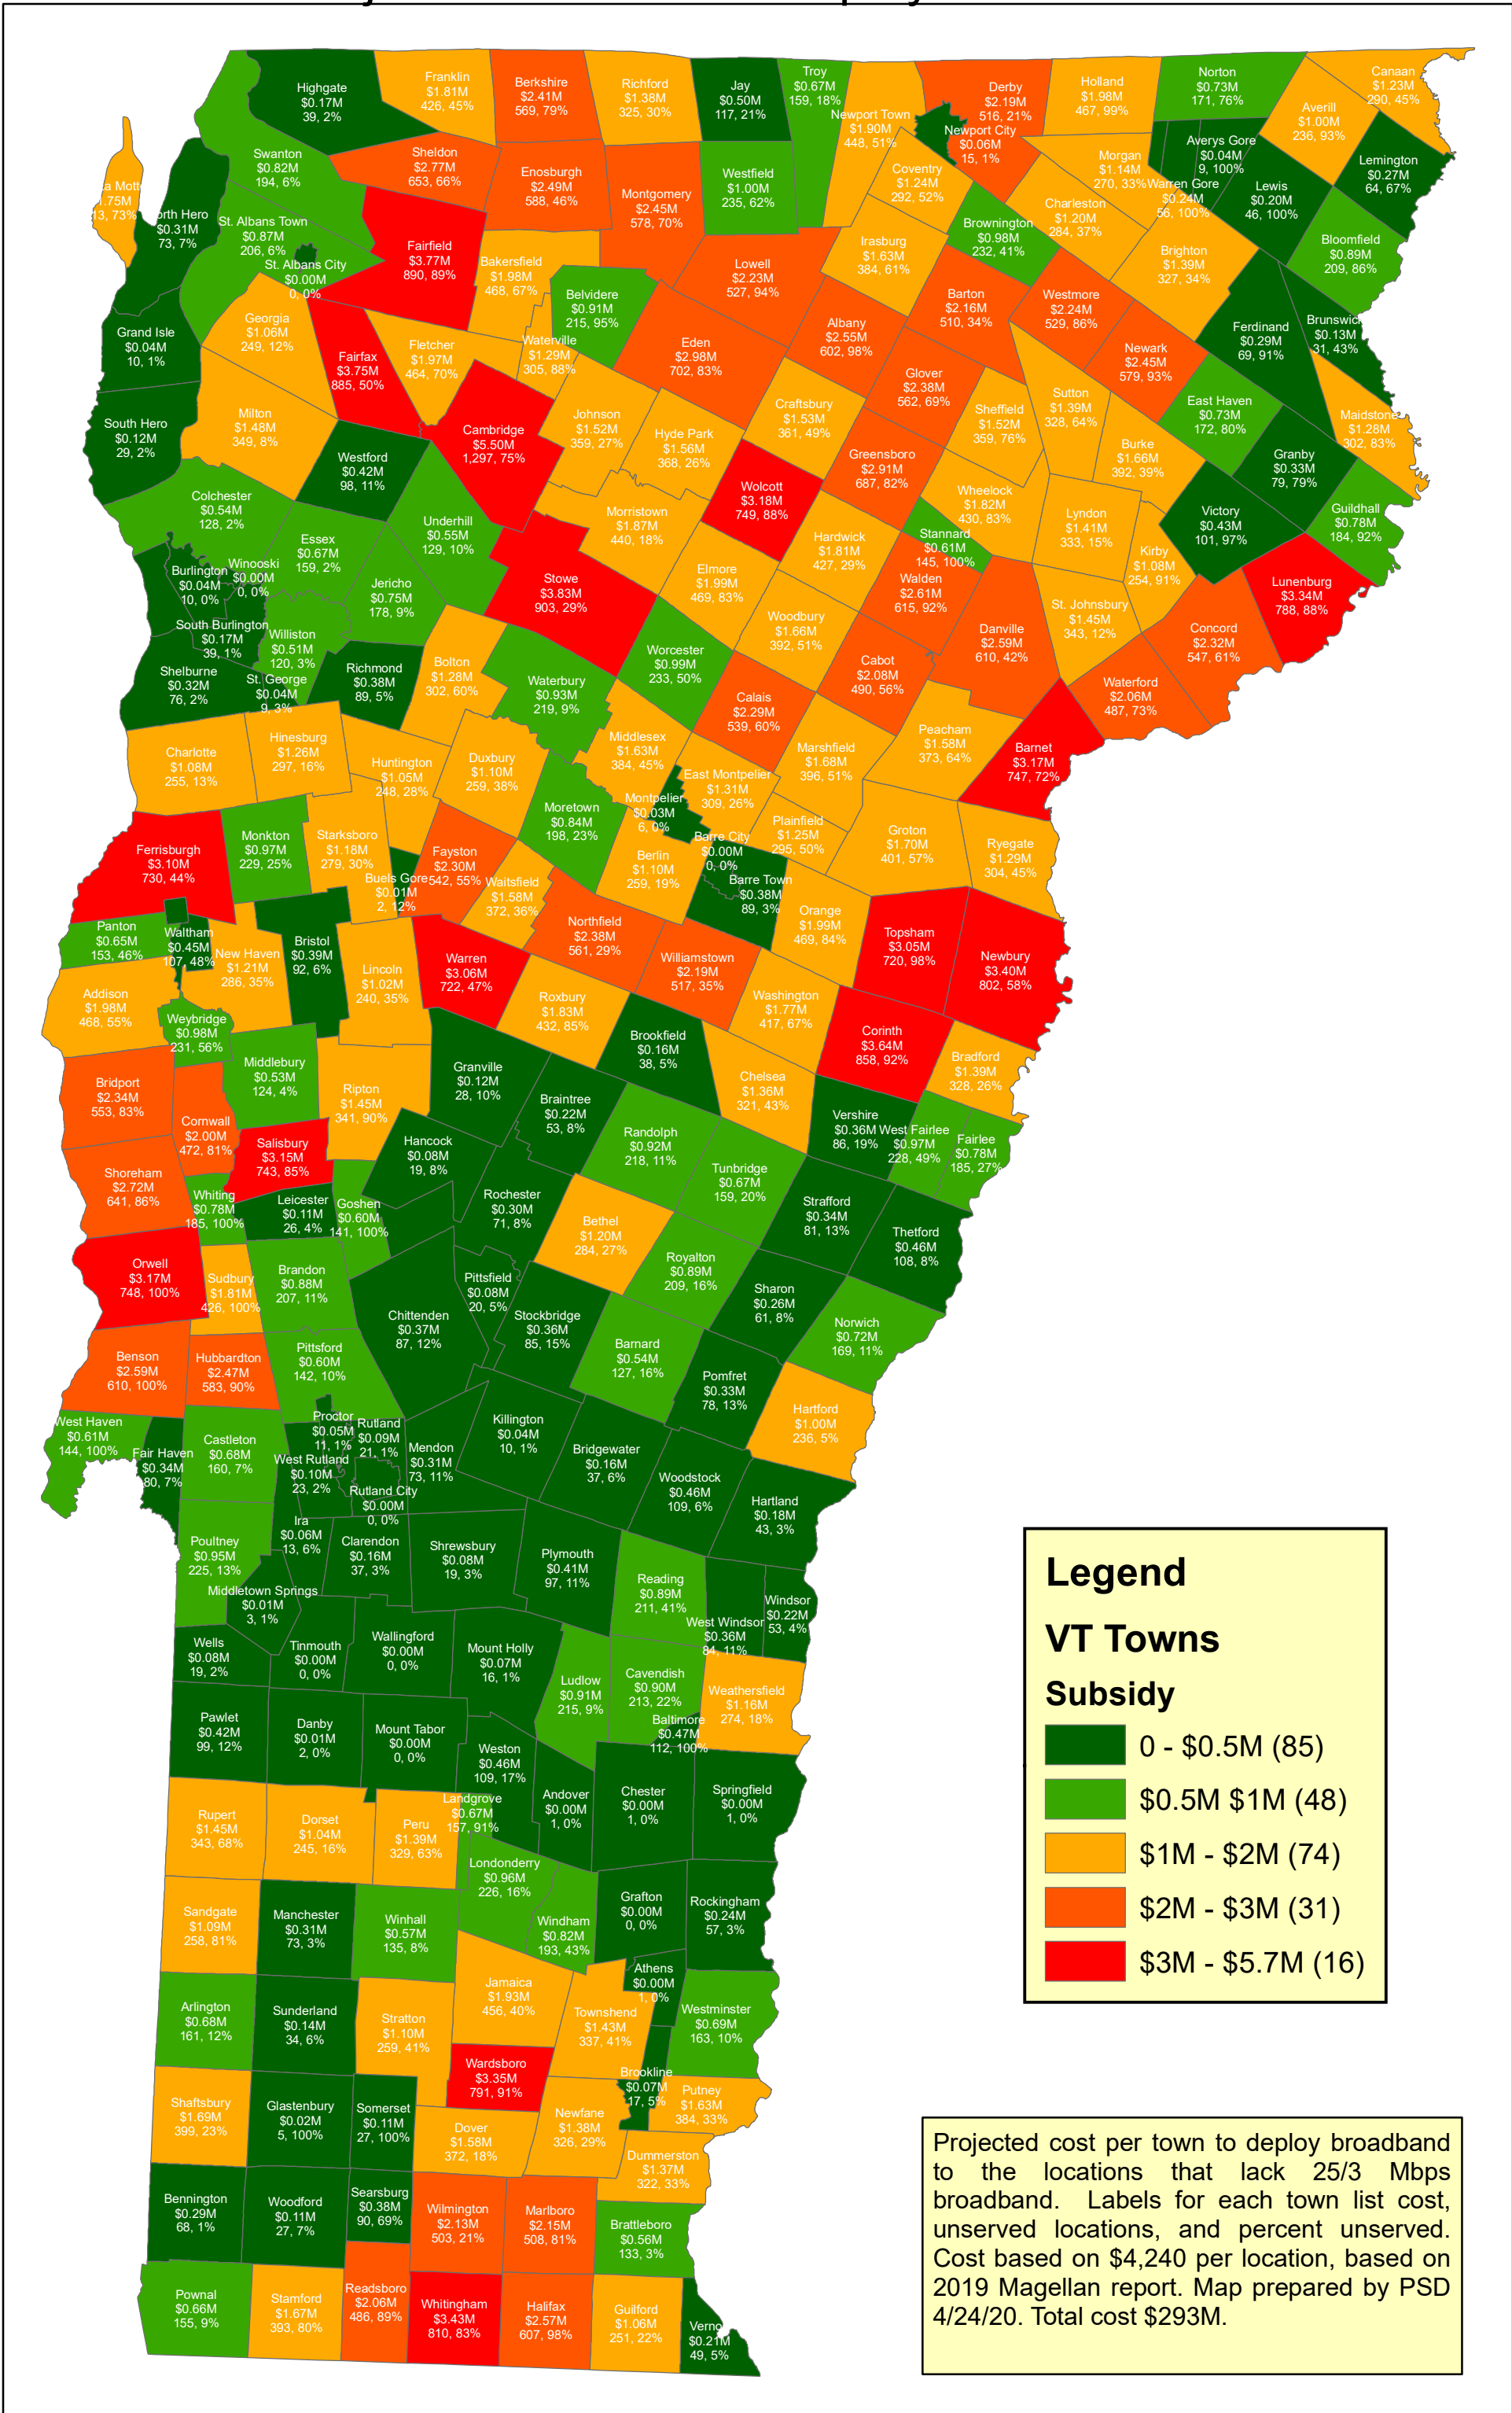 Highgate
$0.17M
39, 2%
Franklin
$1.81M
426, 45%
Berkshire
$2.41M
569, 79%
Richford
$1.38M
325, 30%
Jay
$0.50M
117, 21%
Troy
$0.67M
159, 18%
Newport Town
$1.90M
448, 51%
Derby
$2.19M
516, 21%
Newport City
$0.06M
15, 1%
Holland
$1.98M
467, 99%
Norton
$0.73M
171, 76%
Canaan
$1.23M
290, 45%
Averill
$1.00M
236, 93%
Averys Gore
$0.04M
9, 100%
Lemington
$0.27M
64, 67%
Morgan
$1.14M
270, 33%
Warren Gore
$0.24M
56, 100%
Lewis
$0.20M
46, 100%
Swanton
$0.82M
194, 6%
Sheldon
$2.77M
653, 66%
Enosburgh
$2.49M
588, 46%
Montgomery
$2.45M
578, 70%
Westfield
$1.00M
235, 62%
Coventry
$1.24M
292, 52%
Charleston
$1.20M
284, 37%
Brownington
$0.98M
232, 41%
Bloomfield
$0.89M
209, 86%
a Mott
.75M
13, 73%
orth Hero
$0.31M
73, 7%
St. Albans Town
$0.87M
206, 6%
St. Albans City
$0.00M
0, 0%
Fairfield
$3.77M
890, 89%
Bakersfield
$1.98M
468, 67%
Lowell
$2.23M
527, 94%
Irasburg
$1.63M
384, 61%
Brighton
$1.39M
327, 34%
Belvidere
$0.91M
215, 95%
Barton
$2.16M
510, 34%
Westmore
$2.24M
529, 86%
Ferdinand
$0.29M
69, 91%
Brunswic
$0.13M
31, 43%
Grand Isle
$0.04M
10, 1%
Georgia
$1.06M
249, 12%
Fairfax
$3.75M
885, 50%
Fletcher
$1.97M
464, 70%
Waterville
$1.29M
305, 88%
Eden
$2.98M
702, 83%
Albany
$2.55M
602, 98%
Newark
$2.45M
579, 93%
Glover
$2.38M
562, 69%
Sutton
$1.39M
328, 64%
East Haven
$0.73M
172, 80%
Maidstone
$1.28M
302, 83%
South Hero
$0.12M
29, 2%
Milton
$1.48M
349, 8%
Cambridge
$5.50M
1,297, 75%
Johnson
$1.52M
359, 27%
Hyde Park
$1.56M
368, 26%
Craftsbury
$1.53M
361, 49%
Sheffield
$1.52M
359, 76%
Burke
$1.66M
392, 39%
Granby
$0.33M
79, 79%
Westford
$0.42M
98, 11%
Wolcott
$3.18M
749, 88%
Greensboro
$2.91M
687, 82%
Wheelock
$1.82M
430, 83%
Lyndon
$1.41M
333, 15%
Victory
$0.43M
101, 97%
Guildhall
$0.78M
184, 92%
Colchester
$0.54M
128, 2%
Essex
$0.67M
159, 2%
Underhill
$0.55M
129, 10%
Morristown
$1.87M
440, 18%
Hardwick
$1.81M
427, 29%
Stannard
$0.61M
145, 100%
Kirby
$1.08M
254, 91%
Burlington
$0.04M
10, 0%
Winooski
$0.00M
0, 0%
Jericho
$0.75M
178, 9%
Stowe
$3.83M
903, 29%
Elmore
$1.99M
469, 83%
Walden
$2.61M
615, 92%
Lunenburg
$3.34M
788, 88%
South Burlington
$0.17M
39, 1%
Williston
$0.51M
120, 3%
Woodbury
$1.66M
392, 51%
Danville
$2.59M
610, 42%
St. Johnsbury
$1.45M
343, 12%
Concord
$2.32M
547, 61%
Shelburne
$0.32M
76, 2%
St. George
$0.04M
9, 3%
Richmond
$0.38M
89, 5%
Bolton
$1.28M
302, 60%
Waterbury
$0.93M
219, 9%
Worcester
$0.99M
233, 50%
Cabot
$2.08M
490, 56%
Waterford
$2.06M
487, 73%
Calais
$2.29M
539, 60%
Charlotte
$1.08M
255, 13%
Hinesburg
$1.26M
297, 16%
Huntington
$1.05M
248, 28%
Duxbury
$1.10M
259, 38%
Middlesex
$1.63M
384, 45%
Marshfield
$1.68M
396, 51%
Peacham
$1.58M
373, 64%
Barnet
$3.17M
747, 72%
East Montpelier
$1.31M
309, 26%
Montpelier
$0.03M
6, 0%
Moretown
$0.84M
198, 23%
Plainfield
$1.25M
295, 50%
Groton
$1.70M
401, 57%
Ryegate
$1.29M
304, 45%
Ferrisburgh
$3.10M
730, 44%
Monkton
$0.97M
229, 25%
Starksboro
$1.18M
279, 30%
Fayston
$2.30M
542, 55%
Berlin
$1.10M
259, 19%
Barre City
$0.00M
0, 0%
Barre Town
$0.38M
89, 3%
Buels Gore
$0.01M
2, 12%
Waitsfield
$1.58M
372, 36%
Orange
$1.99M
469, 84%
Panton
$0.65M
153, 46%
Waltham
$0.45M
107, 48%
New Haven
$1.21M
286, 35%
Bristol
$0.39M
92, 6%
Lincoln
$1.02M
240, 35%
Warren
$3.06M
722, 47%
Northfield
$2.38M
561, 29%
Williamstown
$2.19M
517, 35%
Topsham
$3.05M
720, 98%
Newbury
$3.40M
802, 58%
Addison
$1.98M
468, 55%
Roxbury
$1.83M
432, 85%
Washington
$1.77M
417, 67%
Weybridge
$0.98M
231, 56%
Corinth
$3.64M
858, 92%
Bradford
$1.39M
328, 26%
Bridport
$2.34M
553, 83%
Middlebury
$0.53M
124, 4%
Ripton
$1.45M
341, 90%
Granville
$0.12M
28, 10%
Brookfield
$0.16M
38, 5%
Chelsea
$1.36M
321, 43%
Cornwall
$2.00M
472, 81%
Braintree
$0.22M
53, 8%
Vershire
$0.36M
86, 19%
West Fairlee
$0.97M
228, 49%
Fairlee
$0.78M
185, 27%
Salisbury
$3.15M
743, 85%
Hancock
$0.08M
19, 8%
Randolph
$0.92M
218, 11%
Tunbridge
$0.67M
159, 20%
Shoreham
$2.72M
641, 86%
Whiting
$0.78M
185, 100%
Leicester
$0.11M
26, 4%
Goshen
$0.60M
141, 100%
Rochester
$0.30M
71, 8%
Strafford
$0.34M
81, 13%
Thetford
$0.46M
108, 8%
Bethel
$1.20M
284, 27%
Orwell
$3.17M
748, 100%
Sudbury
$1.81M
426, 100%
Brandon
$0.88M
207, 11%
Pittsfield
$0.08M
20, 5%
Royalton
$0.89M
209, 16%
Sharon
$0.26M
61, 8%
Chittenden
$0.37M
87, 12%
Stockbridge
$0.36M
85, 15%
Norwich
$0.72M
169, 11%
Benson
$2.59M
610, 100%
Hubbardton
$2.47M
583, 90%
Pittsford
$0.60M
142, 10%
Barnard
$0.54M
127, 16%
Pomfret
$0.33M
78, 13%
Hartford
$1.00M
236, 5%
West Haven
$0.61M
144, 100%
Fair Haven
$0.34M
80, 7%
Castleton
$0.68M
160, 7%
Proctor
$0.05M
11, 1%
Rutland
$0.09M
21, 1%
West Rutland
$0.10M
23, 2%
Mendon
$0.31M
73, 11%
Killington
$0.04M
10, 1%
Bridgewater
$0.16M
37, 6%
Woodstock
$0.46M
109, 6%
Hartland
$0.18M
43, 3%
Rutland City
$0.00M
0, 0%
Ira
$0.06M
13, 6%
Poultney
$0.95M
225, 13%
Clarendon
$0.16M
37, 3%
Shrewsbury
$0.08M
19, 3%
Plymouth
$0.41M
97, 11%
Reading
$0.89M
211, 41%
West Windsor
$0.36M
84, 11%
Windsor
$0.22M
53, 4%
Middletown Springs
$0.01M
3, 1%
Wells
$0.08M
19, 2%
Tinmouth
$0.00M
0, 0%
Wallingford
$0.00M
0, 0%
Mount Holly
$0.07M
16, 1%
Ludlow
$0.91M
215, 9%
Cavendish
$0.90M
213, 22%
Weathersfield
$1.16M
274, 18%
Baltimore
$0.47M
112, 100%
Pawlet
$0.42M
99, 12%
Danby
$0.01M
2, 0%
Mount Tabor
$0.00M
0, 0%
Weston
$0.46M
109, 17%
Andover
$0.00M
1, 0%
Chester
$0.00M
1, 0%
Springfield
$0.00M
1, 0%
Landgrove
$0.67M
157, 91%
Rupert
$1.45M
343, 68%
Dorset
$1.04M
245, 16%
Peru
$1.39M
329, 63%
Londonderry
$0.96M
226, 16%
Sandgate
$1.09M
258, 81%
Manchester
$0.31M
73, 3%
Winhall
$0.57M
135, 8%
Windham
$0.82M
193, 43%
Grafton
$0.00M
0, 0%
Rockingham
$0.24M
57, 3%
Athens
$0.00M
1, 0%
Arlington
$0.68M
161, 12%
Sunderland
$0.14M
34, 6%
Stratton
$1.10M
259, 41%
Jamaica
$1.93M
456, 40%
Townshend
$1.43M
337, 41%
Westminster
$0.69M
163, 10%
Wardsboro
$3.35M
791, 91%
Brookline
$0.07M
17, 5%
Putney
$1.63M
384, 33%
Shaftsbury
$1.69M
399, 23%
Glastenbury
$0.02M
5, 100%
Somerset
$0.11M
27, 100%
Dover
$1.58M
372, 18%
Newfane
$1.38M
326, 29%
Dummerston
$1.37M
322, 33%
Bennington
$0.29M
68, 1%
Woodford
$0.11M
27, 7%
Searsburg
$0.38M
90, 69%
Wilmington
$2.13M
503, 21%
Marlboro
$2.15M
508, 81%
Brattleboro
$0.56M
133, 3%
Pownal
$0.66M
155, 9%
Stamford
$1.67M
393, 80%
Readsboro
$2.06M
486, 89%
Whitingham
$3.43M
810, 83%
Halifax
$2.57M
607, 98%
Guilford
$1.06M
251, 22%
Verno
$0.21M
49, 5%
Legend
VT Towns
Subsidy
0 - $0.5M (85)
$0.5M $1M (48)
$1M - $2M (74)
$2M - $3M (31)
$3M - $5.7M (16)
Projected cost per town to deploy broadband
to the locations that lack 25/3 Mbps
broadband. Labels for each town list cost,
unserved locations, and percent unserved.
Cost based on $4,240 per location, based on
2019 Magellan report. Map prepared by PSD
4/24/20. Total cost $293M.